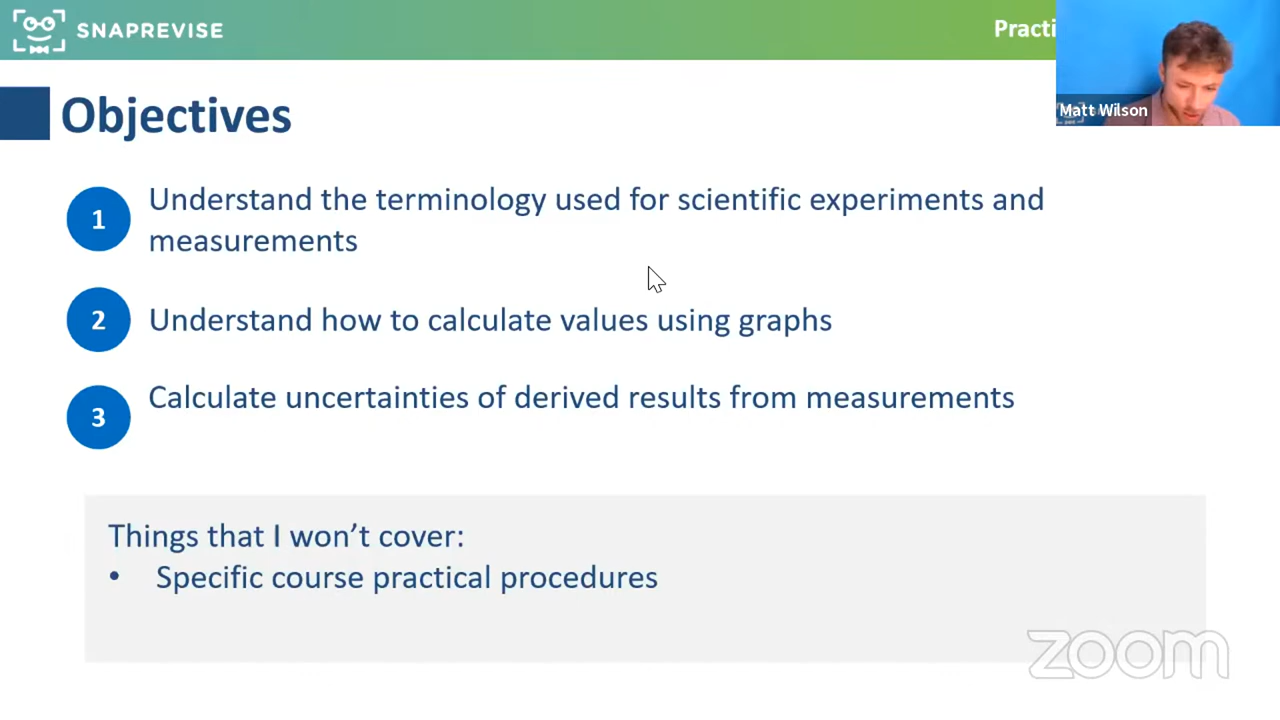 SNAPREVISE
Practi
Matt Wilson
Objectives
1
Understand the terminology used for scientific experiments and
measurements
2
Understand how to calculate values using graphs
3
Calculate uncertainties of derived results from measurements
Things that I won't cover:
• Specific course practical procedures
zoom